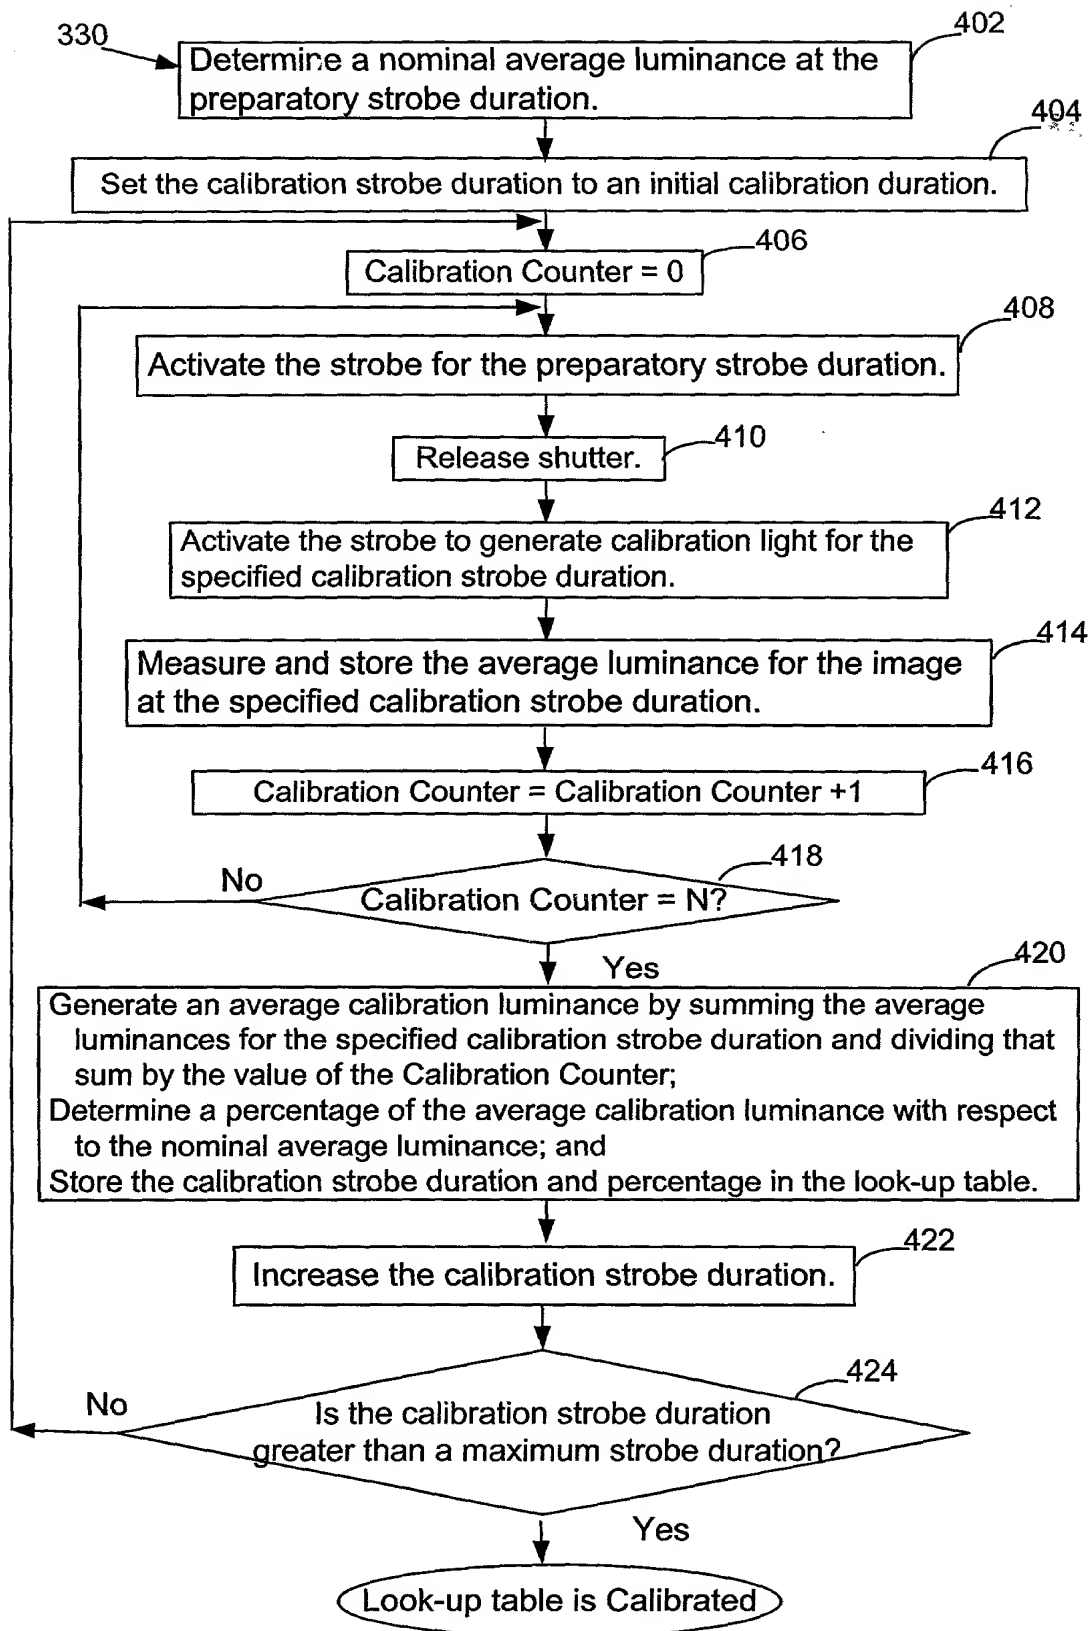 330
402
Determine a nominal average luminance at the
preparatory strobe duration.
404
Set the calibration strobe duration to an initial calibration duration.
406
Calibration Counter = 0
408
Activate the strobe for the preparatory strobe duration.
410
Release shutter.
412
Activate the strobe to generate calibration light for the
specified calibration strobe duration.
414
Measure and store the average luminance for the image
at the specified calibration strobe duration.
416
Calibration Counter = Calibration Counter +1
418
No
Calibration Counter = N?
Yes
420
Generate an average calibration luminance by summing the average
luminances for the specified calibration strobe duration and dividing that
sum by the value of the Calibration Counter;
Determine a percentage of the average calibration luminance with respect
to the nominal average luminance; and
Store the calibration strobe duration and percentage in the look-up table.
422
Increase the calibration strobe duration.
424
No
Is the calibration strobe duration
greater than a maximum strobe duration?
Yes
Look-up table is Calibrated